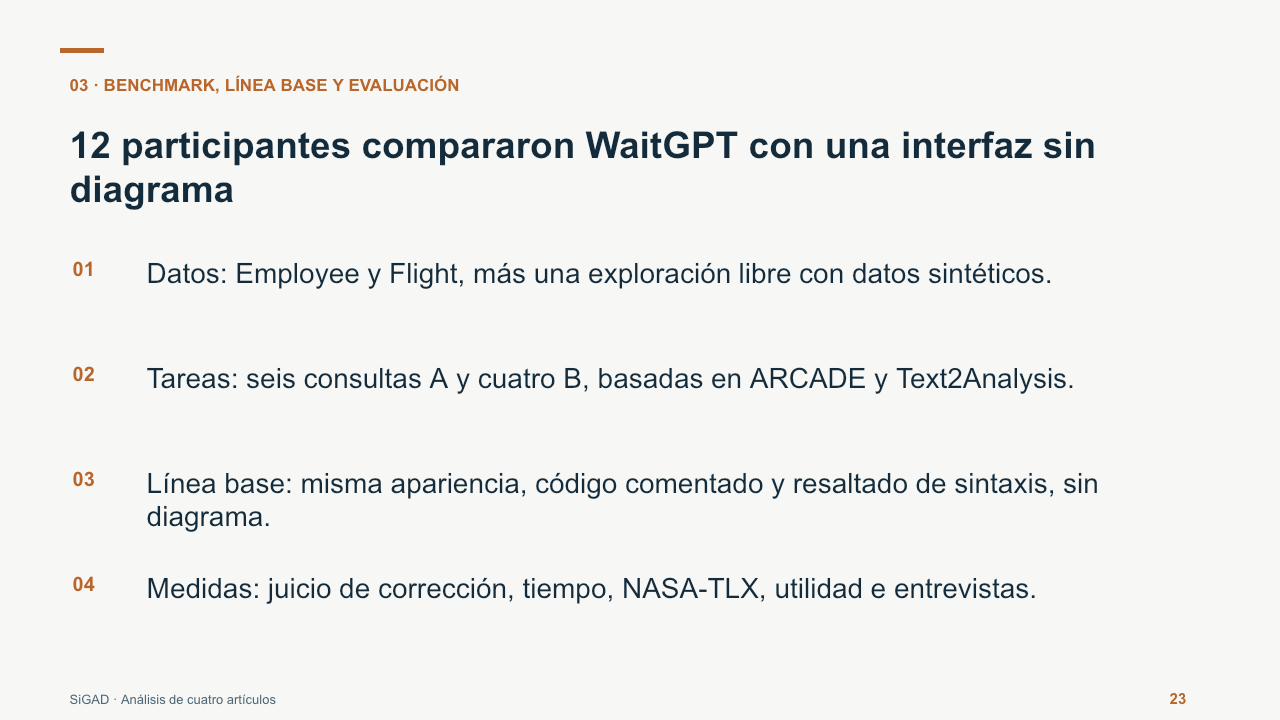 03 · BENCHMARK, LÍNEA BASE Y EVALUACIÓN
12 participantes compararon WaitGPT con una interfaz sin
diagrama
01 Datos: Employee y Flight, más una exploración libre con datos sintéticos.
02 Tareas: seis consultas A y cuatro B, basadas en ARCADE y Text2Analysis.
03 Línea base: misma apariencia, código comentado y resaltado de sintaxis, sin
diagrama.
04 Medidas: juicio de corrección, tiempo, NASA-TLX, utilidad e entrevistas.
SiGAD · Análisis de cuatro artículos 23